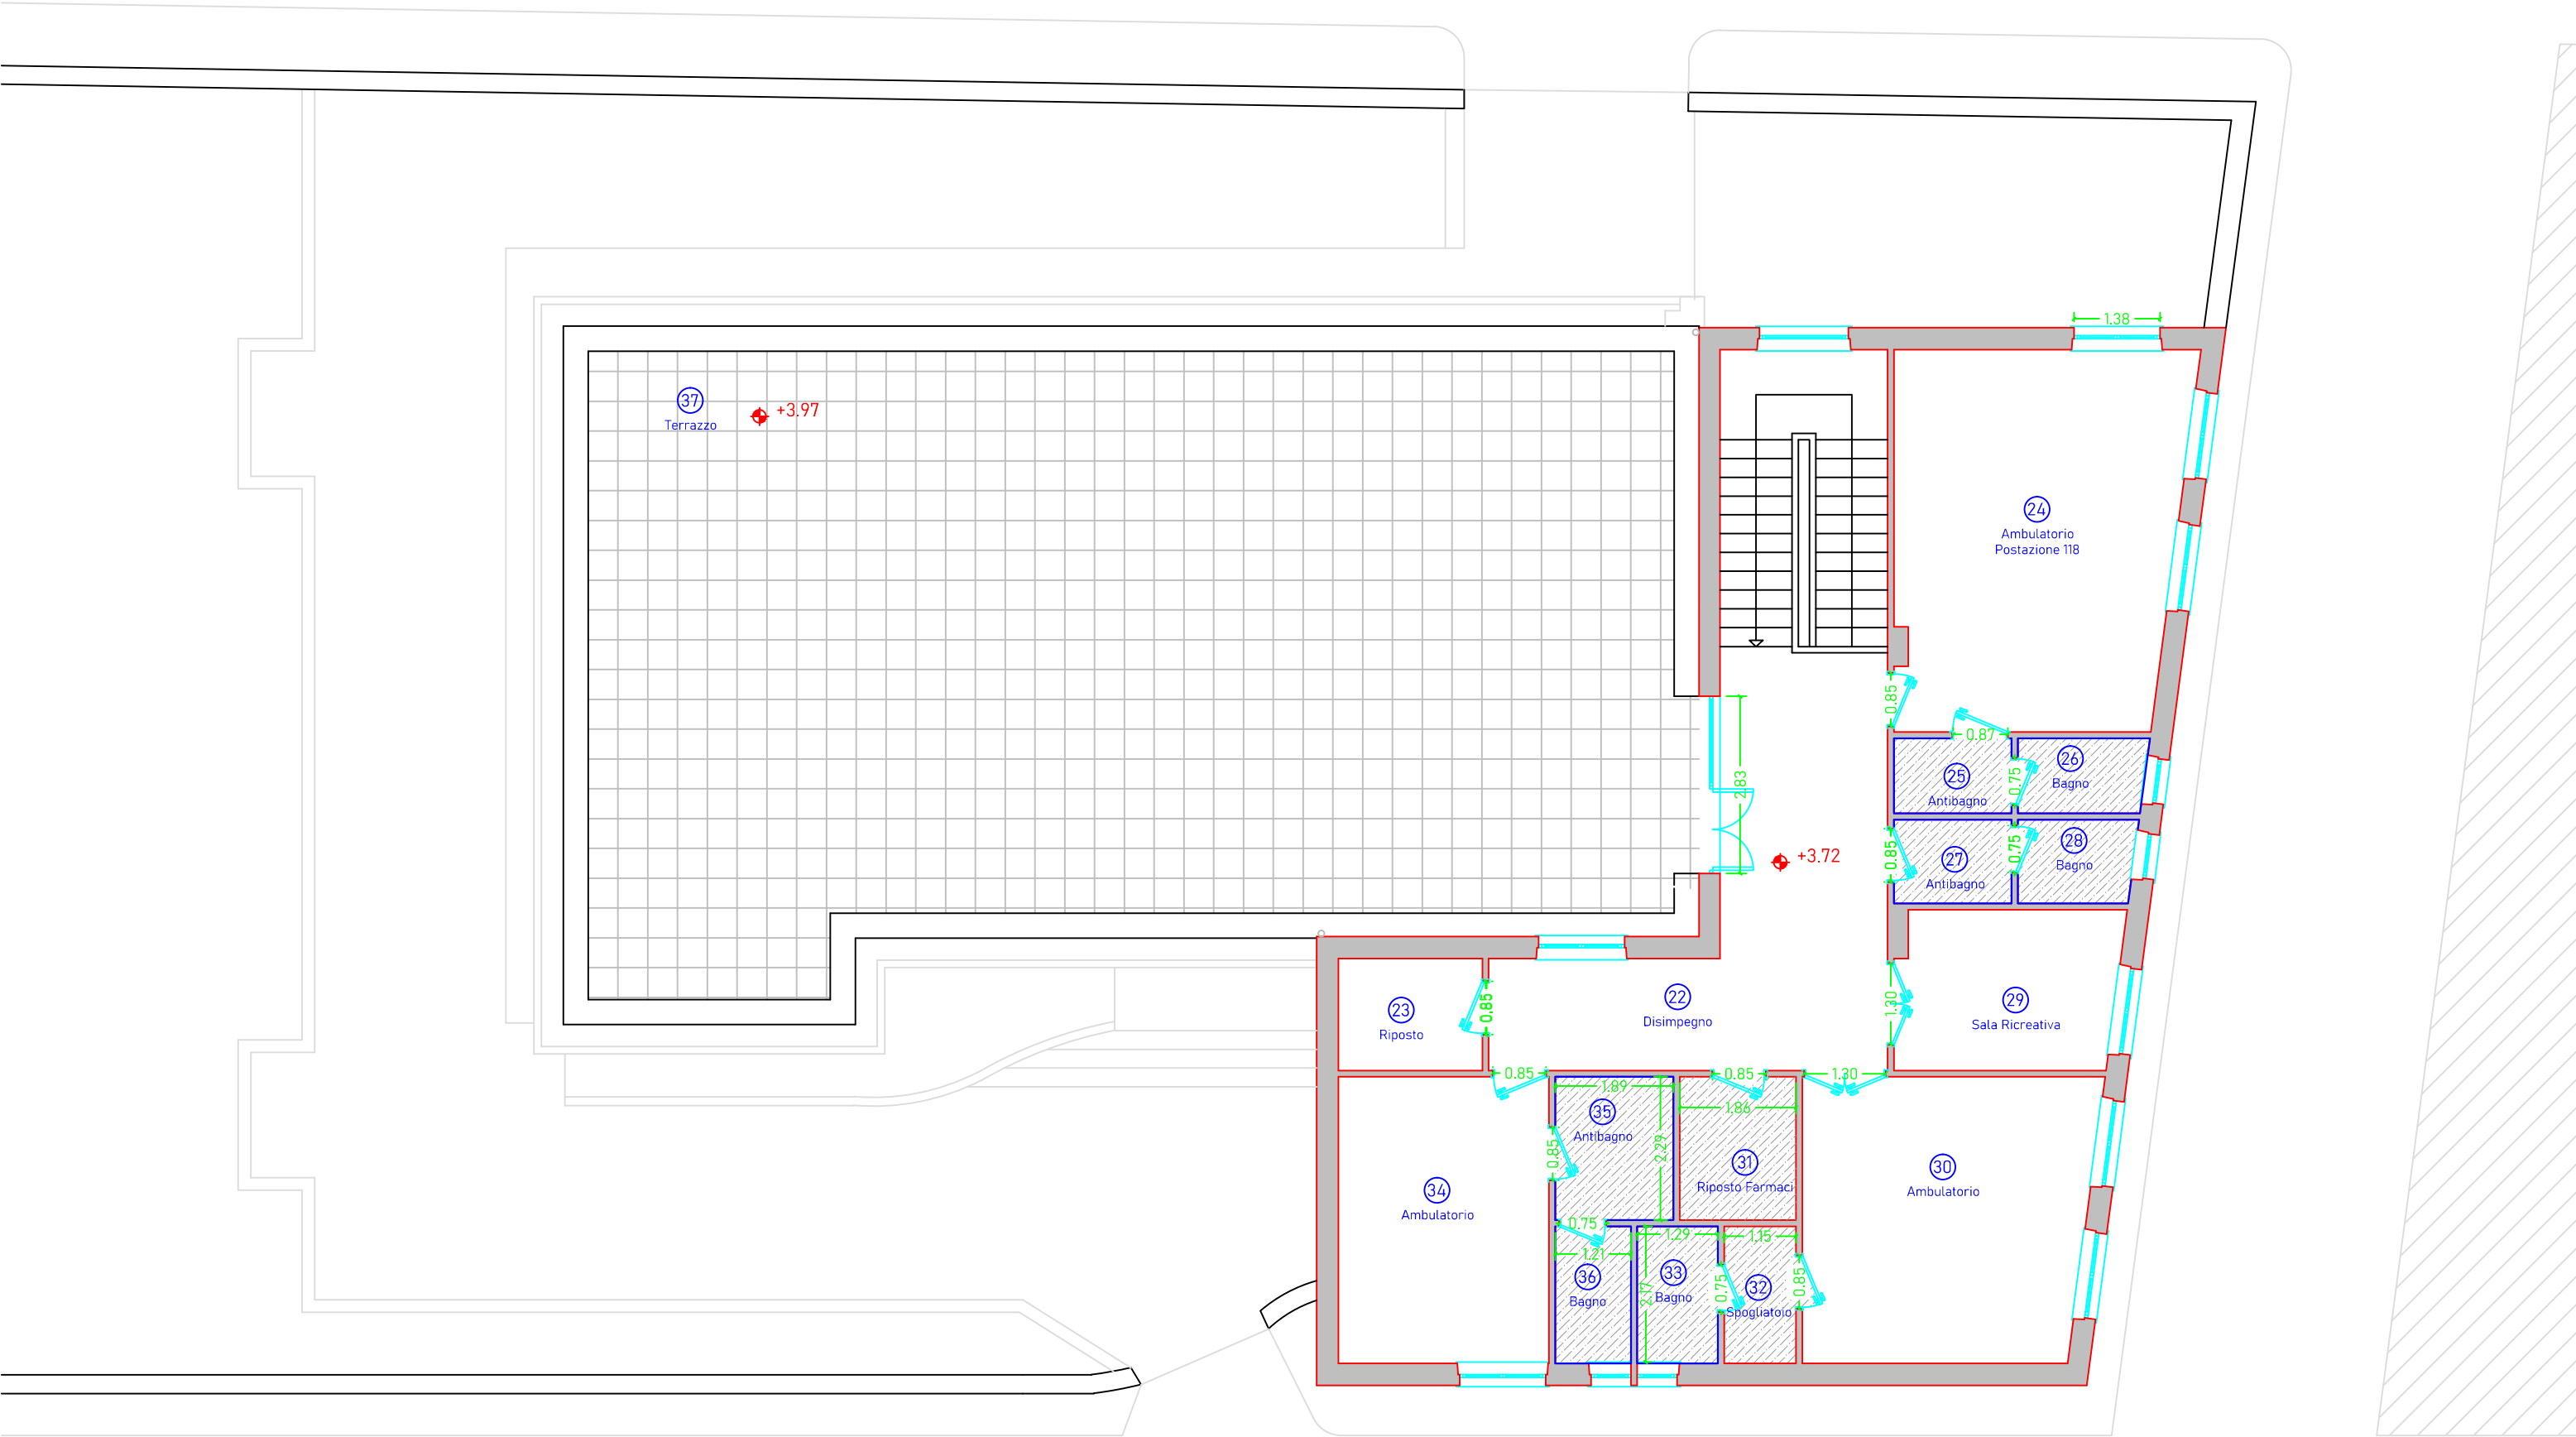 1.38
37
Terrazzo
+3.97
24
Ambulatorio
Postazione 118
0.85
0.87
2.83
25
Antibagno
0.75
26
Bagno
+3.72
0.85
27
Antibagno
0.75
28
Bagno
23
Riposto
0.85
22
Disimpegno
1.30
29
Sala Ricreativa
0.85
0.85
1.30
1.89
35
Antibagno
2.29
1.86
31
Riposto Farmaci
0.85
34
Ambulatorio
30
Ambulatorio
0.75
1.21
36
Bagno
1.29
33
Bagno
2.17
1.15
0.75
32
Spogliatoio
0.85